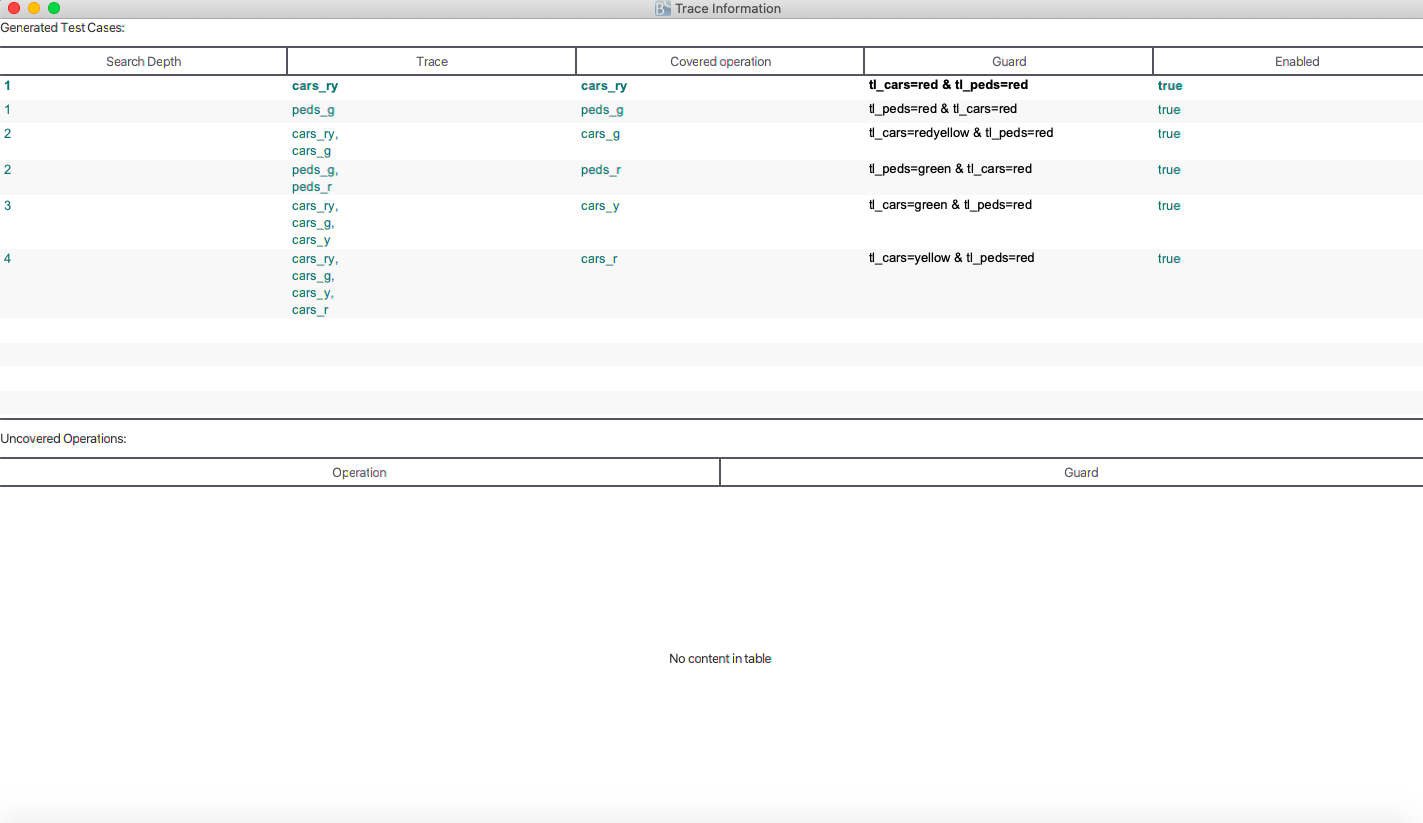 Trace Information
Generated Test Cases:
Search Depth Trace Covered operation Guard Enabled
1 cars_ry cars_ry tl_cars=red & tl_peds=red true
1 peds_g peds_g tl_peds=red & tl_cars=red true
2 cars_ry, cars_g tl_cars=redyellow & tl_peds=red true
cars_g
2 peds_g, peds_r tl_peds=green & tl_cars=red true
peds_r
3 cars_ry, cars_y tl_cars=green & tl_peds=red true
cars_g,
cars_y
4 cars_ry, cars_r tl_cars=yellow & tl_peds=red true
cars_g,
cars_y,
cars_r
Uncovered Operations:
Operation Guard
No content in table